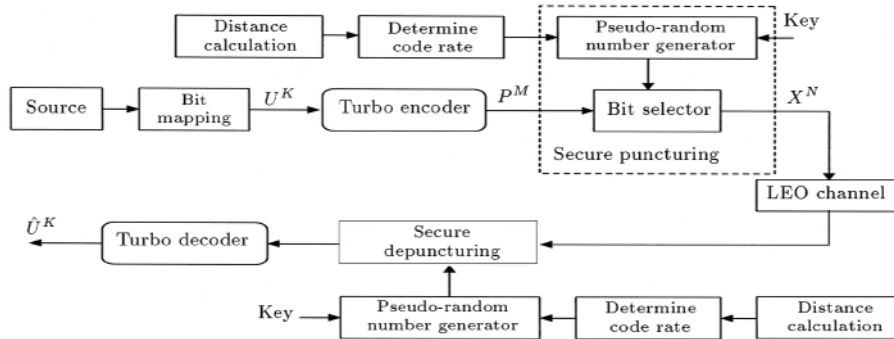 Distance
calculation
Determine
code rate
Pseudo-random
number generator
Key
Source
Bit
mapping
U^K
Turbo encoder
P^M
Bit selector
X^N
Secure puncturing
LEO channel
Û^K
Turbo decoder
Secure
depuncturing
Key
Pseudo-random
number generator
Determine
code rate
Distance
calculation